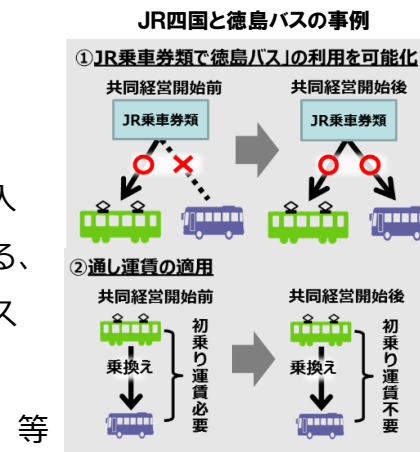 JR四国と徳島バスの事例
①JR乗車券類で徳島バス」の利用を可能化
共同経営開始前
共同経営開始後
JR乗車券類
JR乗車券類
人
る、
ス
等
②通し運賃の適用
共同経営開始前
共同経営開始後
乗換え
初乗り運賃必要
乗換え
初乗り運賃不要